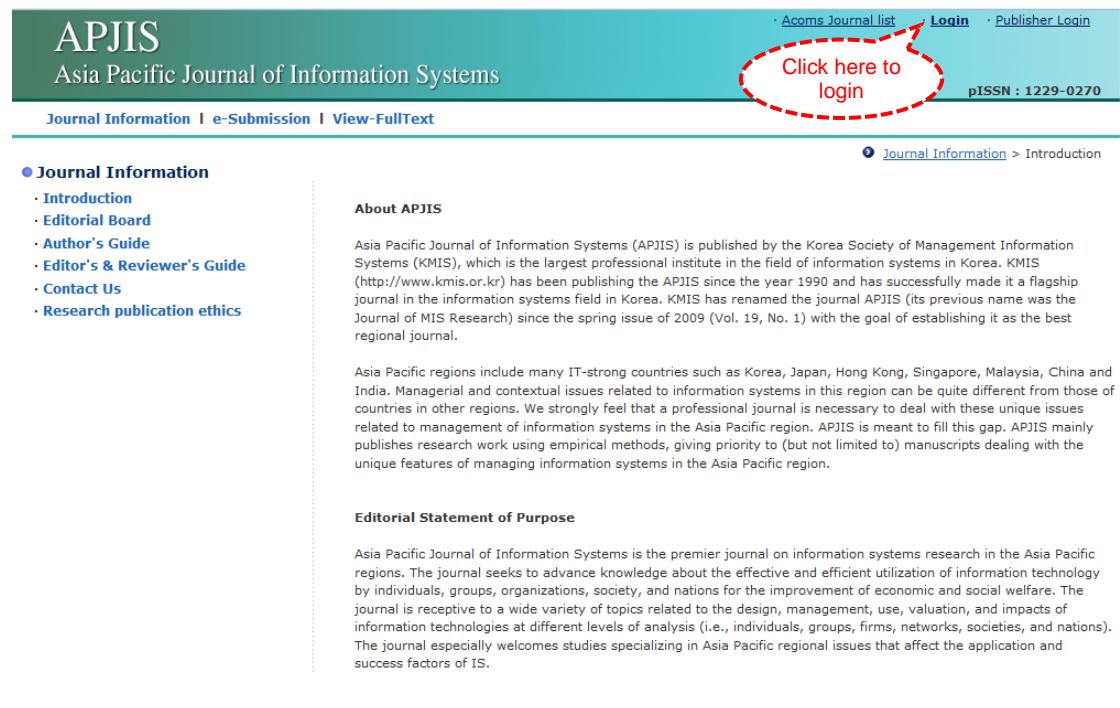 APJIS
Asia Pacific Journal of Information Systems
· Acoms Journal list · Login · Publisher Login
Click here to
login
pISSN : 1229-0270
Journal Information l e-Submission l View-FullText
Journal Information > Introduction
Journal Information
· Introduction
· Editorial Board
· Author's Guide
· Editor's & Reviewer's Guide
· Contact Us
· Research publication ethics
About APJIS
Asia Pacific Journal of Information Systems (APJIS) is published by the Korea Society of Management Information
Systems (KMIS), which is the largest professional institute in the field of information systems in Korea. KMIS
(http://www.kmis.or.kr) has been publishing the APJIS since the year 1990 and has successfully made it a flagship
journal in the information systems field in Korea. KMIS has renamed the journal APJIS (its previous name was the
Journal of MIS Research) since the spring issue of 2009 (Vol. 19, No. 1) with the goal of establishing it as the best
regional journal.
Asia Pacific regions include many IT-strong countries such as Korea, Japan, Hong Kong, Singapore, Malaysia, China and
India. Managerial and contextual issues related to information systems in this region can be quite different from those of
countries in other regions. We strongly feel that a professional journal is necessary to deal with these unique issues
related to management of information systems in the Asia Pacific region. APJIS is meant to fill this gap. APJIS mainly
publishes research work using empirical methods, giving priority to (but not limited to) manuscripts dealing with the
unique features of managing information systems in the Asia Pacific region.
Editorial Statement of Purpose
Asia Pacific Journal of Information Systems is the premier journal on information systems research in the Asia Pacific
regions. The journal seeks to advance knowledge about the effective and efficient utilization of information technology
by individuals, groups, organizations, society, and nations for the improvement of economic and social welfare. The
journal is receptive to a wide variety of topics related to the design, management, use, valuation, and impacts of
information technologies at different levels of analysis (i.e., individuals, groups, firms, networks, societies, and nations).
The journal especially welcomes studies specializing in Asia Pacific regional issues that affect the application and
success factors of IS.